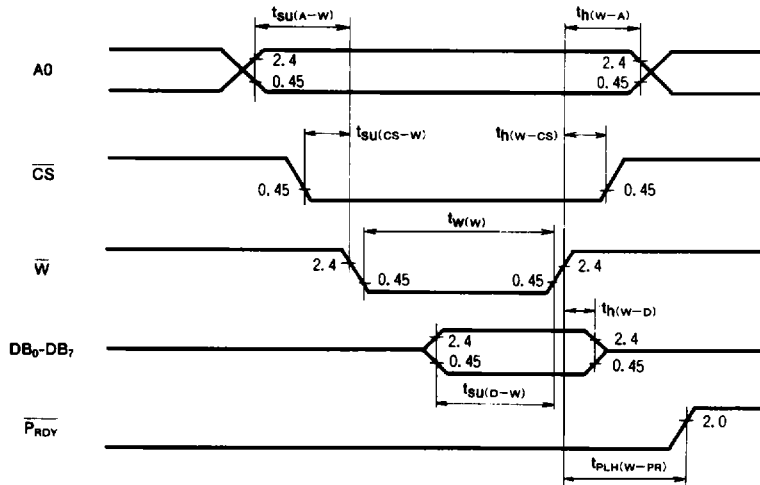 tsu(A-W) th(W-A)
A0 2.4 0.45 2.4 0.45
tsu(CS-W) th(W-CS)
CS 0.45 0.45
tW(W)
W 2.4 0.45 0.45 2.4
th(W-D)
DB0-DB7 2.4 0.45 2.4 0.45
tsu(D-W)
PRDY 2.0
tPLH(W-PR)